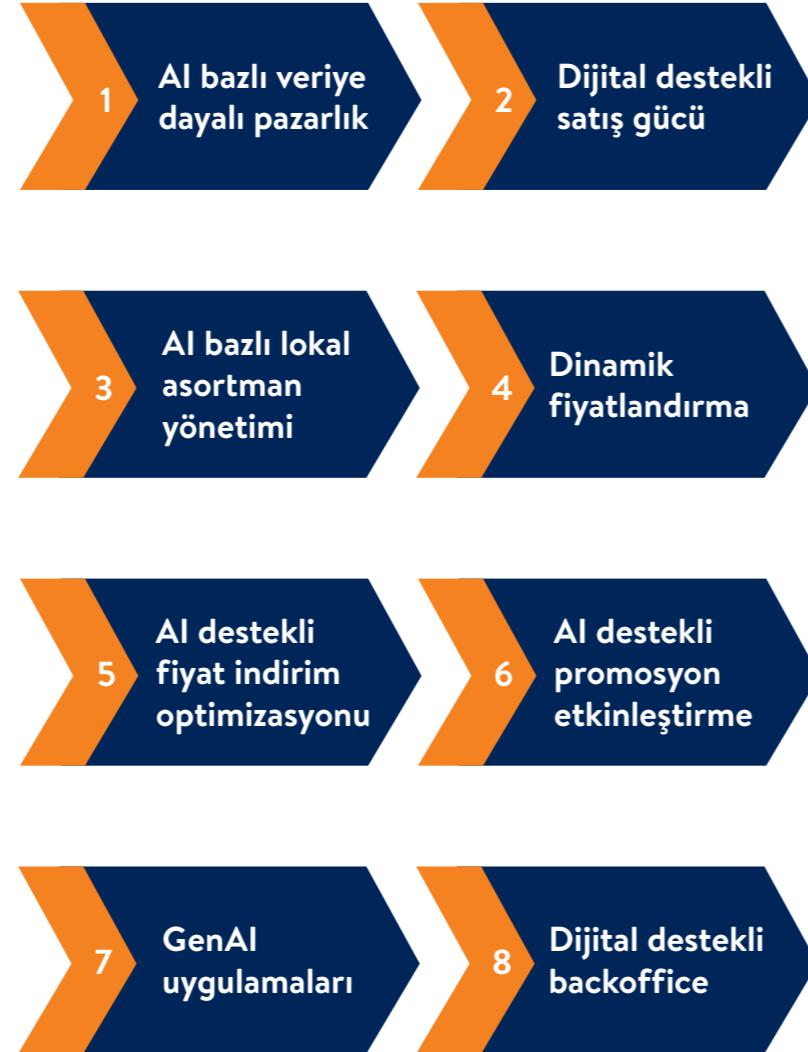 1
AI bazlı veriye
dayalı pazarlık
2
Dijital destekli
satış gücü
3
AI bazlı lokal
asortman
yönetimi
4
Dinamik
fiyatlandırma
5
AI destekli
fiyat indirim
optimizasyonu
6
AI destekli
promosyon
etkinleştirme
7
GenAI
uygulamaları
8
Dijital destekli
backoffice